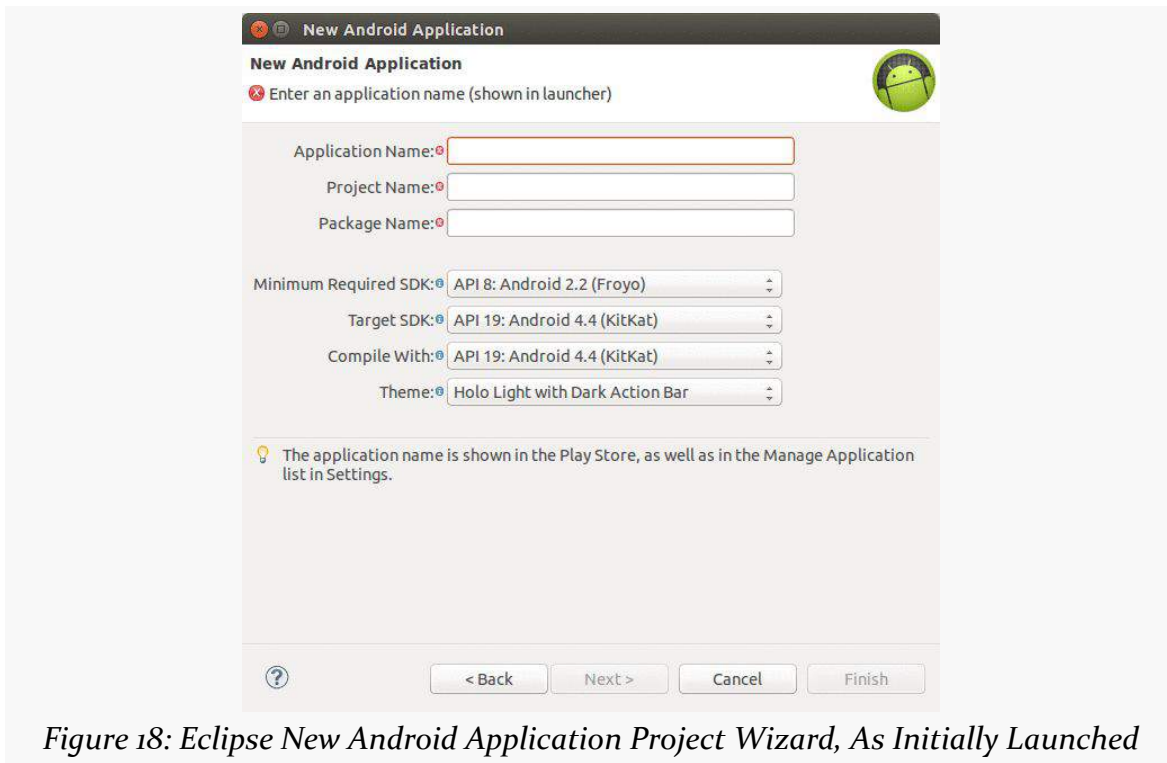 New Android Application
New Android Application
Enter an application name (shown in launcher)
Application Name:
Project Name:
Package Name:
Minimum Required SDK: API 8: Android 2.2 (Froyo)
Target SDK: API 19: Android 4.4 (KitKat)
Compile With: API 19: Android 4.4 (KitKat)
Theme: Holo Light with Dark Action Bar
The application name is shown in the Play Store, as well as in the Manage Application
list in Settings.
? < Back Next > Cancel Finish
Figure 18: Eclipse New Android Application Project Wizard, As Initially Launched